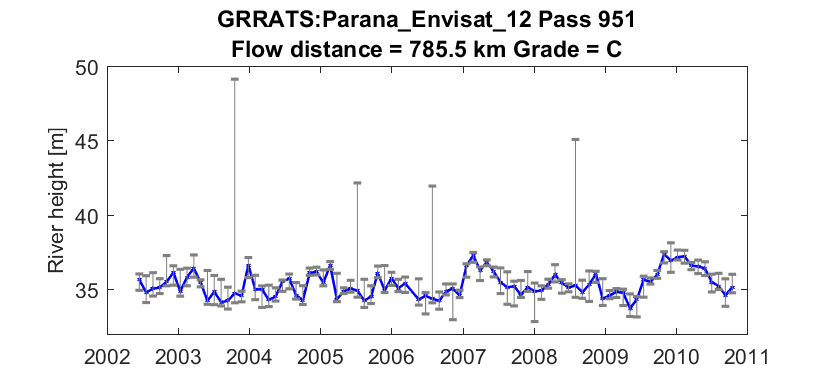 GRRATS:Parana_Envisat_12 Pass 951
Flow distance = 785.5 km Grade = C
River height [m]
50
45
40
35
2002 2003 2004 2005 2006 2007 2008 2009 2010 2011